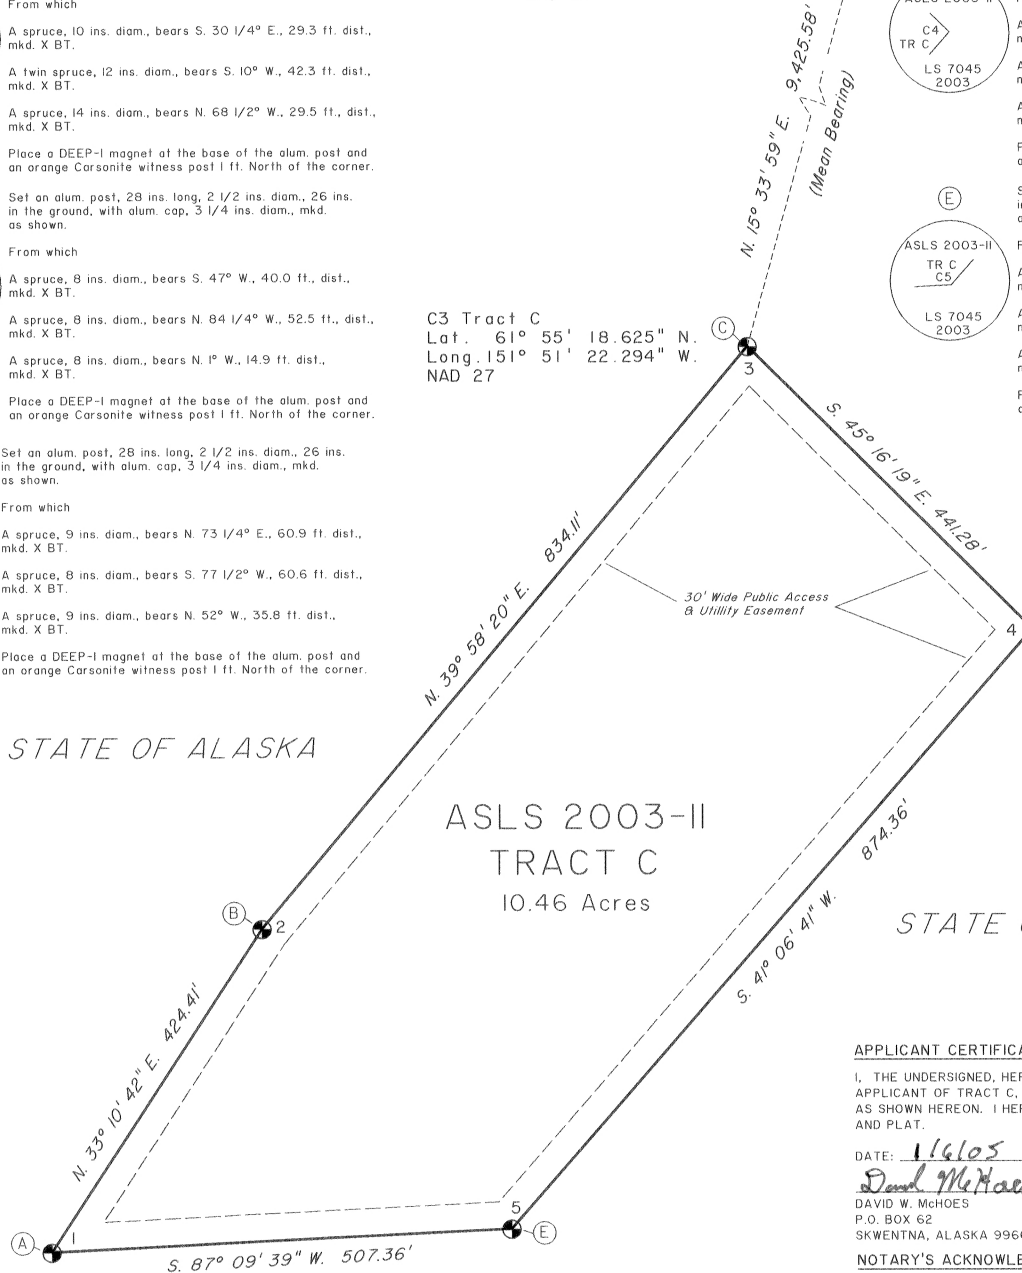 From which
A spruce, 10 ins. diam., bears S. 30 1/4° E., 29.3 ft. dist.,
mkd. X BT.
A twin spruce, 12 ins. diam., bears S. 10° W., 42.3 ft. dist.,
mkd. X BT.
A spruce, 14 ins. diam., bears N. 68 1/2° W., 29.5 ft., dist.,
mkd. X BT.
Place a DEEP-1 magnet at the base of the alum. post and
an orange Carsonite witness post 1 ft. North of the corner.
Set an alum. post, 28 ins. long, 2 1/2 ins. diam., 26 ins.
in the ground, with alum. cap, 3 1/4 ins. diam., mkd.
as shown.
From which
A spruce, 8 ins. diam., bears S. 47° W., 40.0 ft., dist.,
mkd. X BT.
A spruce, 8 ins. diam., bears N. 84 1/4° W., 52.5 ft., dist.,
mkd. X BT.
A spruce, 8 ins. diam., bears N. 1° W., 14.9 ft. dist.,
mkd. X BT.
Place a DEEP-1 magnet at the base of the alum. post and
an orange Carsonite witness post 1 ft. North of the corner.
Set an alum. post, 28 ins. long, 2 1/2 ins. diam., 26 ins.
in the ground, with alum. cap, 3 1/4 ins. diam., mkd.
as shown.
From which
A spruce, 9 ins. diam., bears N. 73 1/4° E., 60.9 ft. dist.,
mkd. X BT.
A spruce, 8 ins. diam., bears S. 77 1/2° W., 60.6 ft. dist.,
mkd. X BT.
A spruce, 9 ins. diam., bears N. 52° W., 35.8 ft. dist.,
mkd. X BT.
Place a DEEP-1 magnet at the base of the alum. post and
an orange Carsonite witness post 1 ft. North of the corner.
C4
TR C
LS 7045
2003
E
ASLS 2003-11
TR C
C5
LS 7045
2003
N. 15° 33' 59" E. 9,425.58'
(Mean Bearing)
C3 Tract C
Lat. 61° 55' 18.625" N.
Long. 151° 51' 22.294" W.
NAD 27
C
3
S. 45° 16' 19" E. 441.28'
N. 39° 58' 20" E. 834.11'
30' Wide Public Access
& Utility Easement
4
STATE OF ALASKA
ASLS 2003-11
TRACT C
10.46 Acres
S. 41° 06' 41" W. 874.36'
B
2
STATE
N. 33° 10' 42" E. 424.41'
A
1
5
E
S. 87° 09' 39" W. 507.36'
APPLICANT CERTIFICA
I, THE UNDERSIGNED, HER
APPLICANT OF TRACT C,
AS SHOWN HEREON. I HER
AND PLAT.
DATE: 1/6/05
David McHoes
DAVID W. McHOES
P.O. BOX 62
SKWENTNA, ALASKA 996
NOTARY'S ACKNOWLE